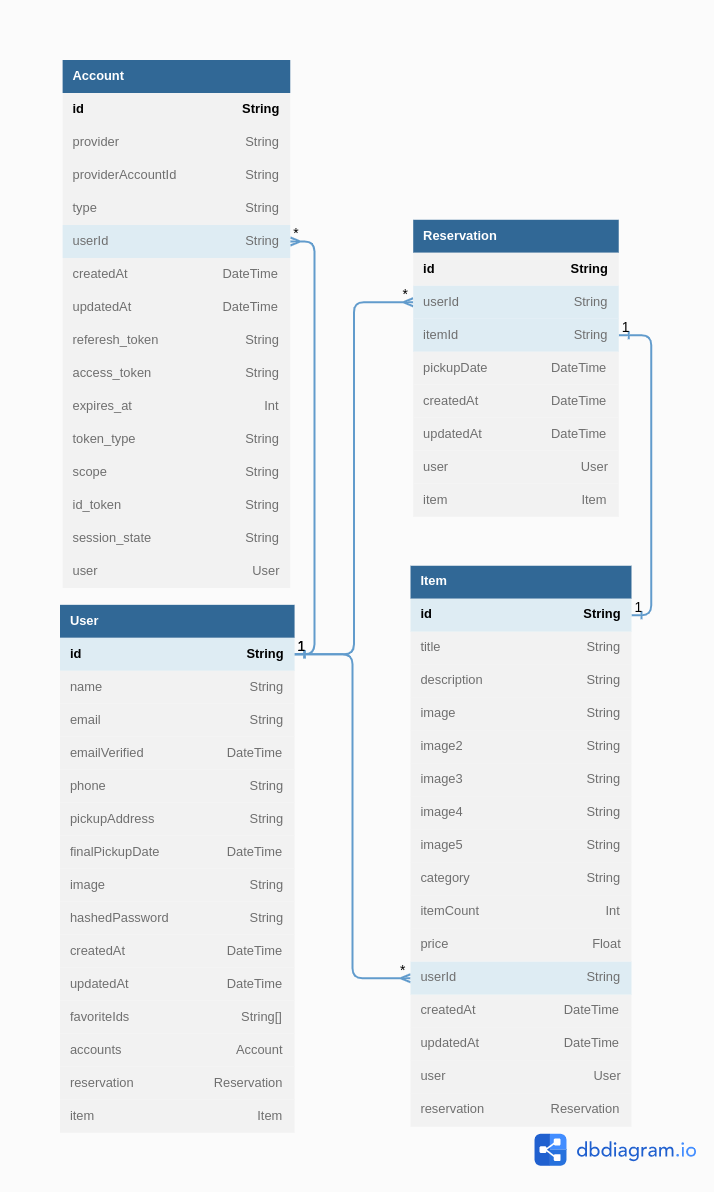 Account
id String
provider String
providerAccountId String
type String
userId String
*
createdAt DateTime
updatedAt DateTime
referesh_token String
access_token String
expires_at Int
token_type String
scope String
id_token String
session_state String
user User
User
id String
1
name String
email String
emailVerified DateTime
phone String
pickupAddress String
finalPickupDate DateTime
image String
hashedPassword String
createdAt DateTime
updatedAt DateTime
favoriteIds String[]
accounts Account
reservation Reservation
item Item
Reservation
id String
*
userId String
itemId String
1
pickupDate DateTime
createdAt DateTime
updatedAt DateTime
user User
item Item
Item
id String
1
title String
description String
image String
image2 String
image3 String
image4 String
image5 String
category String
itemCount Int
price Float
*
userId String
createdAt DateTime
updatedAt DateTime
user User
reservation Reservation
dbdiagram.io